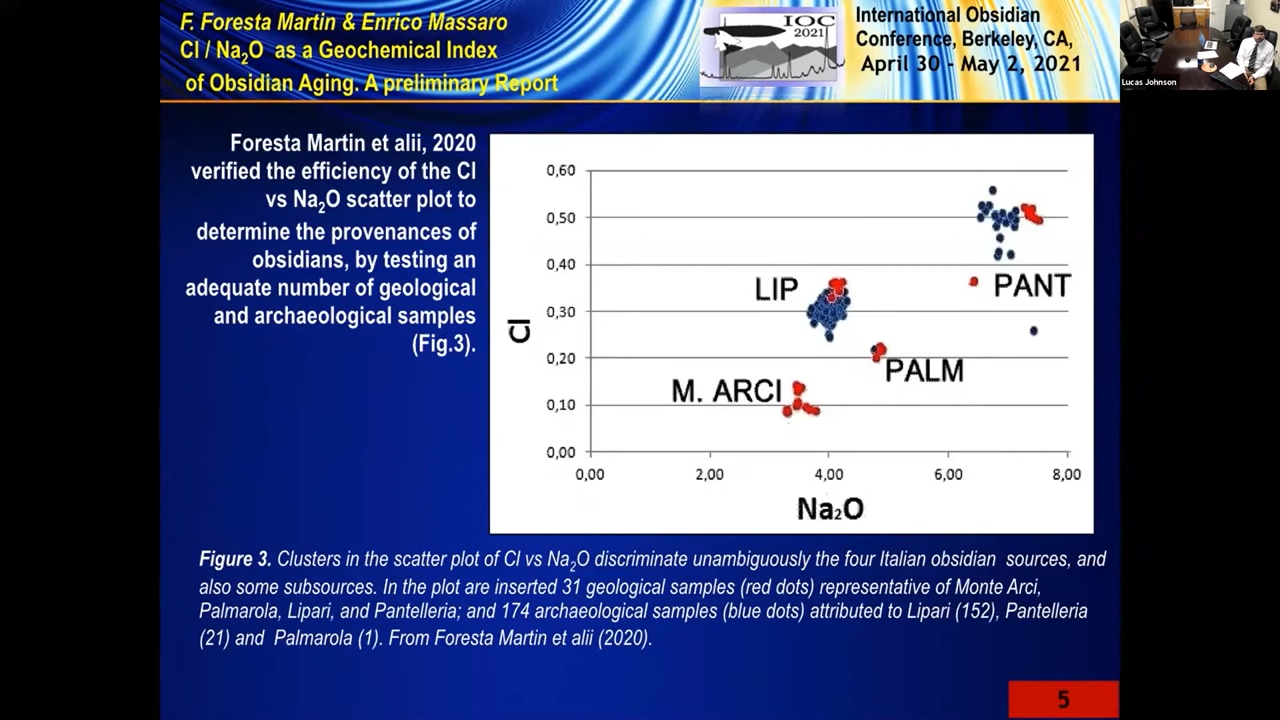 F. Foresta Martin & Enrico Massaro
Cl / Na₂O as a Geochemical Index
of Obsidian Aging. A preliminary Report
IOC
2021
International Obsidian
Conference, Berkeley, CA,
April 30 - May 2, 2021
Lucas Johnson
Foresta Martin et alii, 2020
verified the efficiency of the Cl
vs Na₂O scatter plot to
determine the provenances of
obsidians, by testing an
adequate number of geological
and archaeological samples
(Fig.3).
0,60
0,50
0,40
0,30
0,20
0,10
0,00
Cl
LIP
PANT
PALM
M. ARCI
0,00
2,00
4,00
6,00
8,00
Na₂O
Figure 3. Clusters in the scatter plot of Cl vs Na₂O discriminate unambiguously the four Italian obsidian sources, and
also some subsources. In the plot are inserted 31 geological samples (red dots) representative of Monte Arci,
Palmarola, Lipari, and Pantelleria; and 174 archaeological samples (blue dots) attributed to Lipari (152), Pantelleria
(21) and Palmarola (1). From Foresta Martin et alii (2020).
5